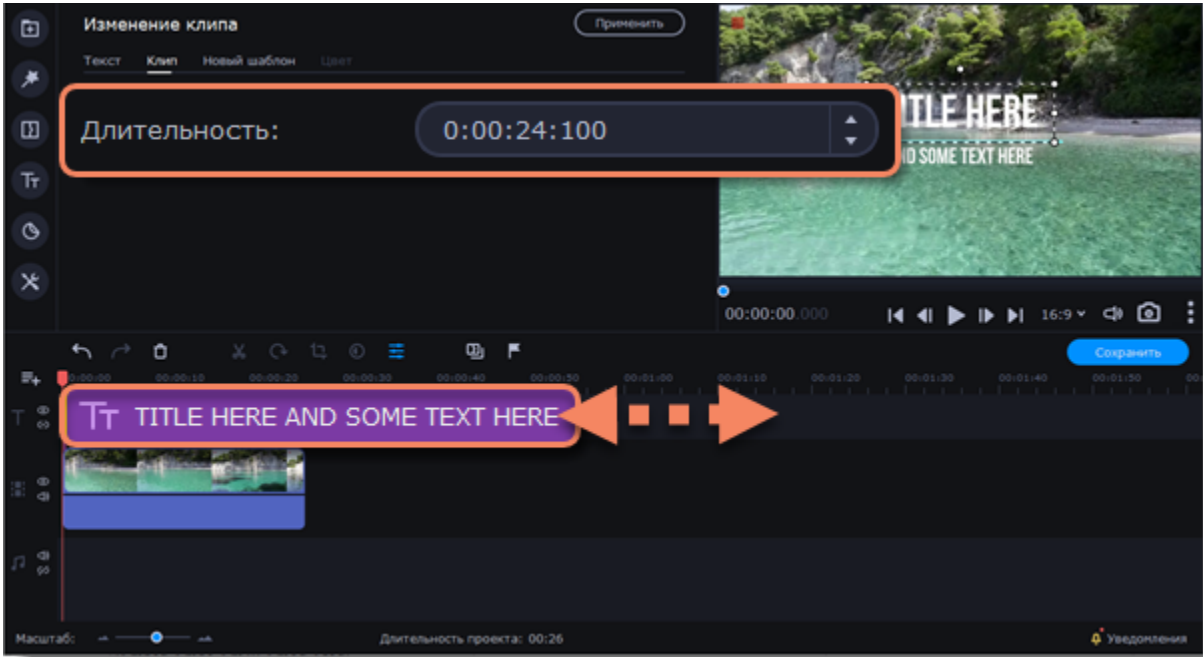 Изменение клипа
Применить
Текст Клип Новый шаблон Цвет
Длительность: 0:00:24:100
TITLE HERE
ND SOME TEXT HERE
00:00:00.000
16:9
Сохранить
0:00:00 00:00:10 00:00:20 00:00:30 00:00:40 00:00:50 00:01:00 00:01:10 00:01:20 00:01:30 00:01:40 00:01:50 00:
TT TITLE HERE AND SOME TEXT HERE
Масштаб:
Длительность проекта: 00:26
Уведомления